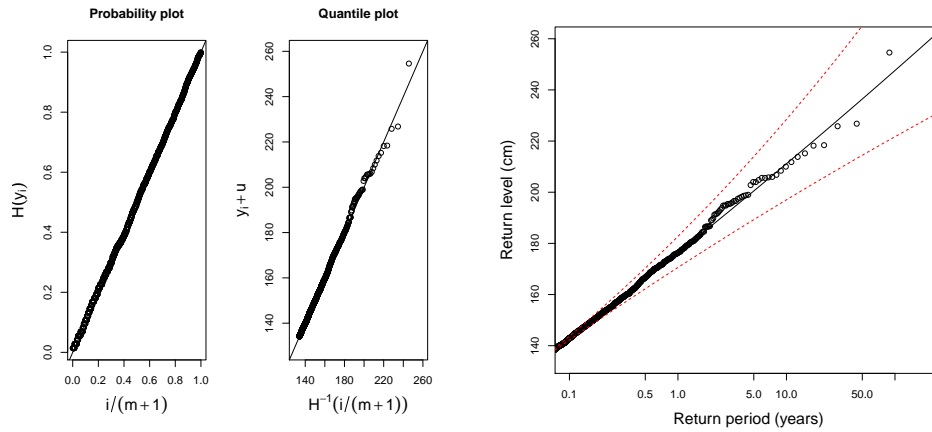 Probability plot
H(yᵢ)
0.0 0.2 0.4 0.6 0.8 1.0
0.0 0.2 0.4 0.6 0.8 1.0
i/(m+1)
Quantile plot
yᵢ+u
140 160 180 200 220 260
140 180 220 260
H⁻¹(i/(m+1))
Return level (cm)
140 160 180 200 220 240 260
0.1 0.5 1.0 5.0 10.0 50.0
Return period (years)